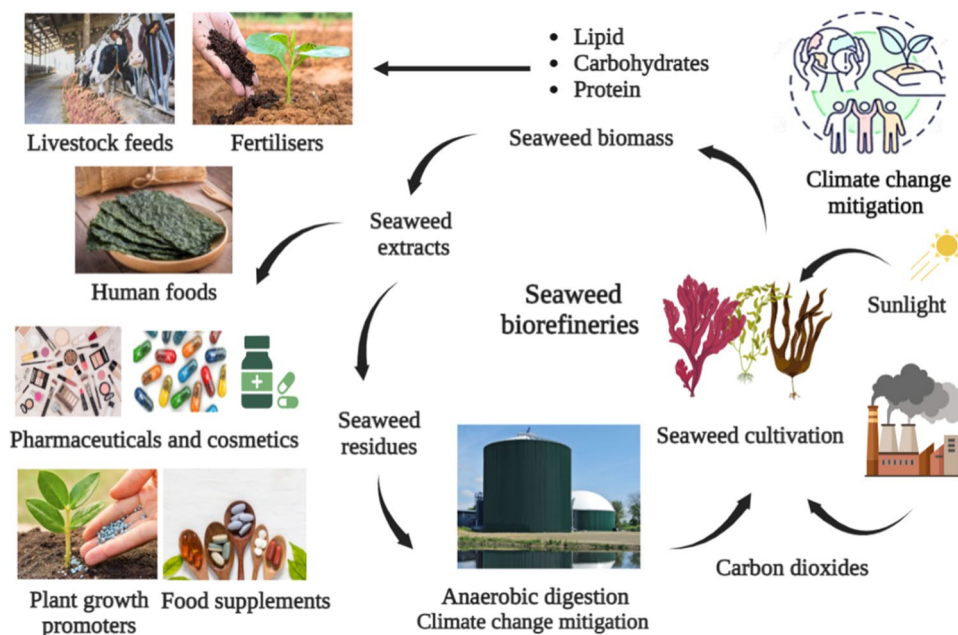 • Lipid
• Carbohydrates
• Protein
Seaweed biomass
Livestock feeds
Fertilisers
Climate change
mitigation
Seaweed
extracts
Human foods
Seaweed
biorefineries
Sunlight
Pharmaceuticals and cosmetics
Seaweed
residues
Seaweed cultivation
Carbon dioxides
Plant growth
promoters
Food supplements
Anaerobic digestion
Climate change mitigation